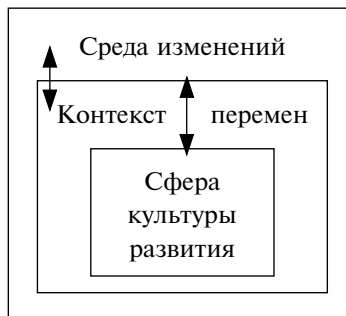 Среда изменений
Контекст перемен
Сфера
культуры
развития